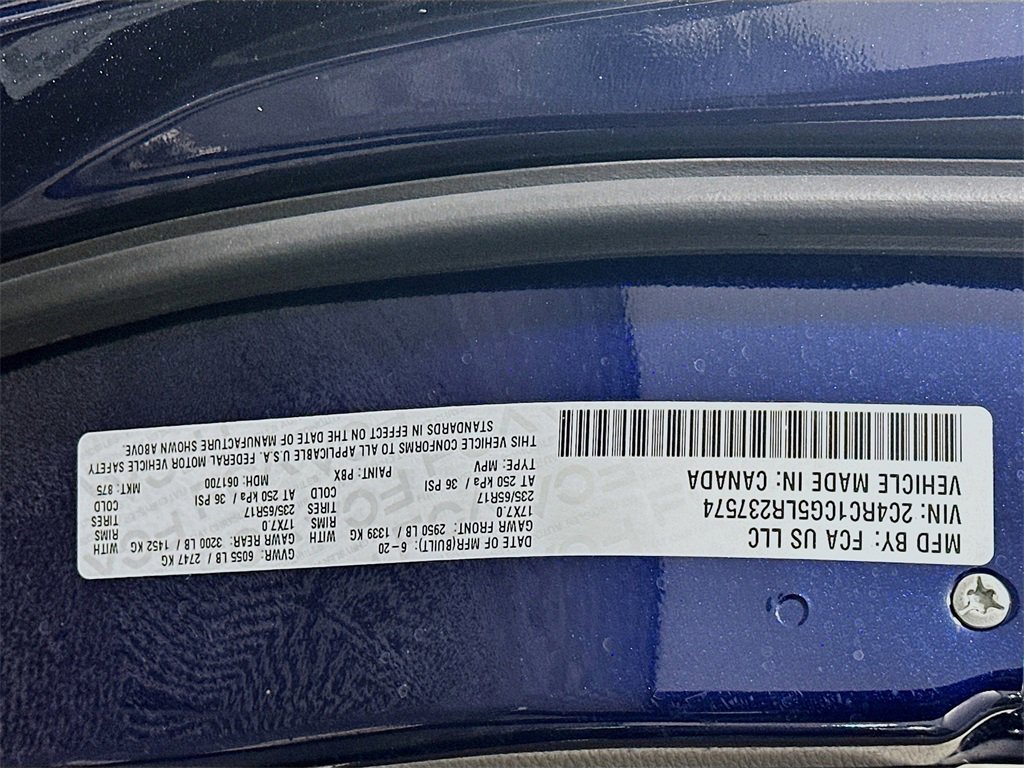 MFD BY: FCA US LLC
VIN: 2C4RC1CG5LR237574
VEHICLE MADE IN: CANADA
DATE OF MFR(BUILT): 6-20
GVWR: 6055 LB / 2747 KG
GAWR FRONT: 2950 LB / 1339 KG
WITH
GAWR REAR: 3200 LB / 1452 KG
WITH
17X7.0
RIMS
17X7.0
RIMS
235/65R17
TIRES
235/65R17
TIRES
AT 250 kPa / 36 PSI
COLD
AT 250 kPa / 36 PSI
COLD
TYPE: MPV
PAINT: PBX
MDH: 061700
MKT: 875
THIS VEHICLE CONFORMS TO ALL APPLICABLE U.S.A. FEDERAL MOTOR VEHICLE SAFETY
STANDARDS IN EFFECT ON THE DATE OF MANUFACTURE SHOWN ABOVE.